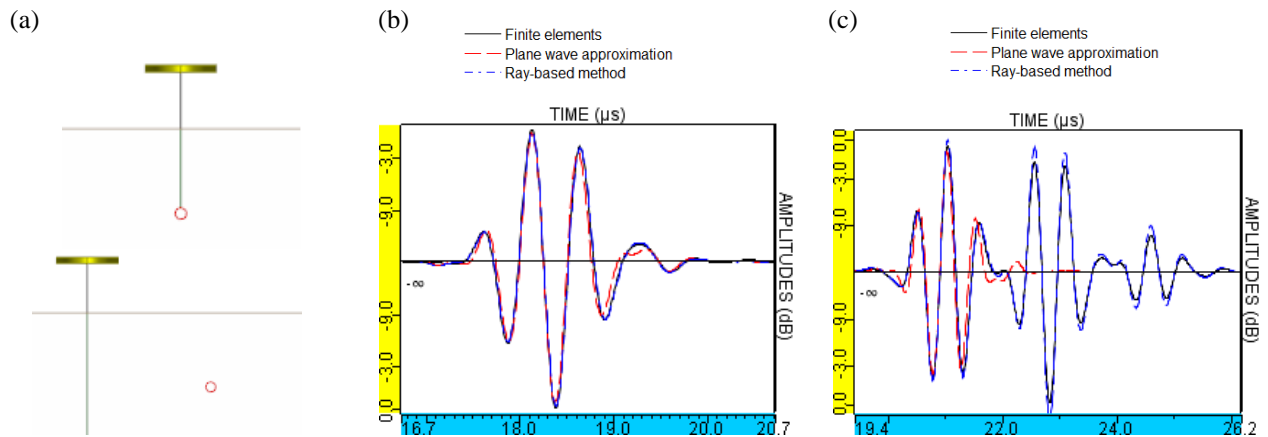 (a)
(b)
Finite elements
Plane wave approximation
Ray-based method
TIME (µs)
-3.0
-9.0
-∞
-9.0
-3.0
0.0
AMPLITUDES (dB)
16.7 18.0 19.0 20.0 20.7
(c)
Finite elements
Plane wave approximation
Ray-based method
TIME (µs)
0.0
-3.0
-9.0
-∞
-9.0
-3.0
0.0
AMPLITUDES (dB)
19.4 22.0 24.0 26.2